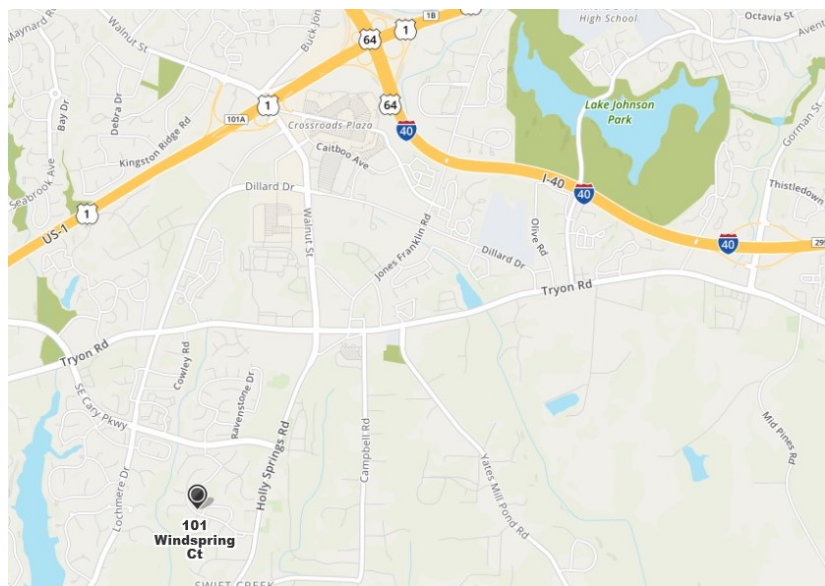 High School
Octavia St
Maynard Rd
Walnut St
Buck Jon
64
1
1B
Avent
64
Lake Johnson
Park
Bay Dr
Debra Dr
1
101A
Crossroads Plaza
40
Gorman St
Kingston Ridge Rd
Caitboo Ave
I-40
Seabrook Ave
Dillard Dr
40
Thistledown
1
US-1
Walnut St
Jones Franklin Rd
Olive Rd
Dillard Dr
40
Tryon Rd
Tryon Rd
Cowley Rd
SE Cary Pkwy
Ravenstone Dr
Mid Pines Rd
Holly Springs Rd
Campbell Rd
Yates Mill Pond Rd
Lochmere Dr
101
Windspring
Ct
SWIFT CREEK